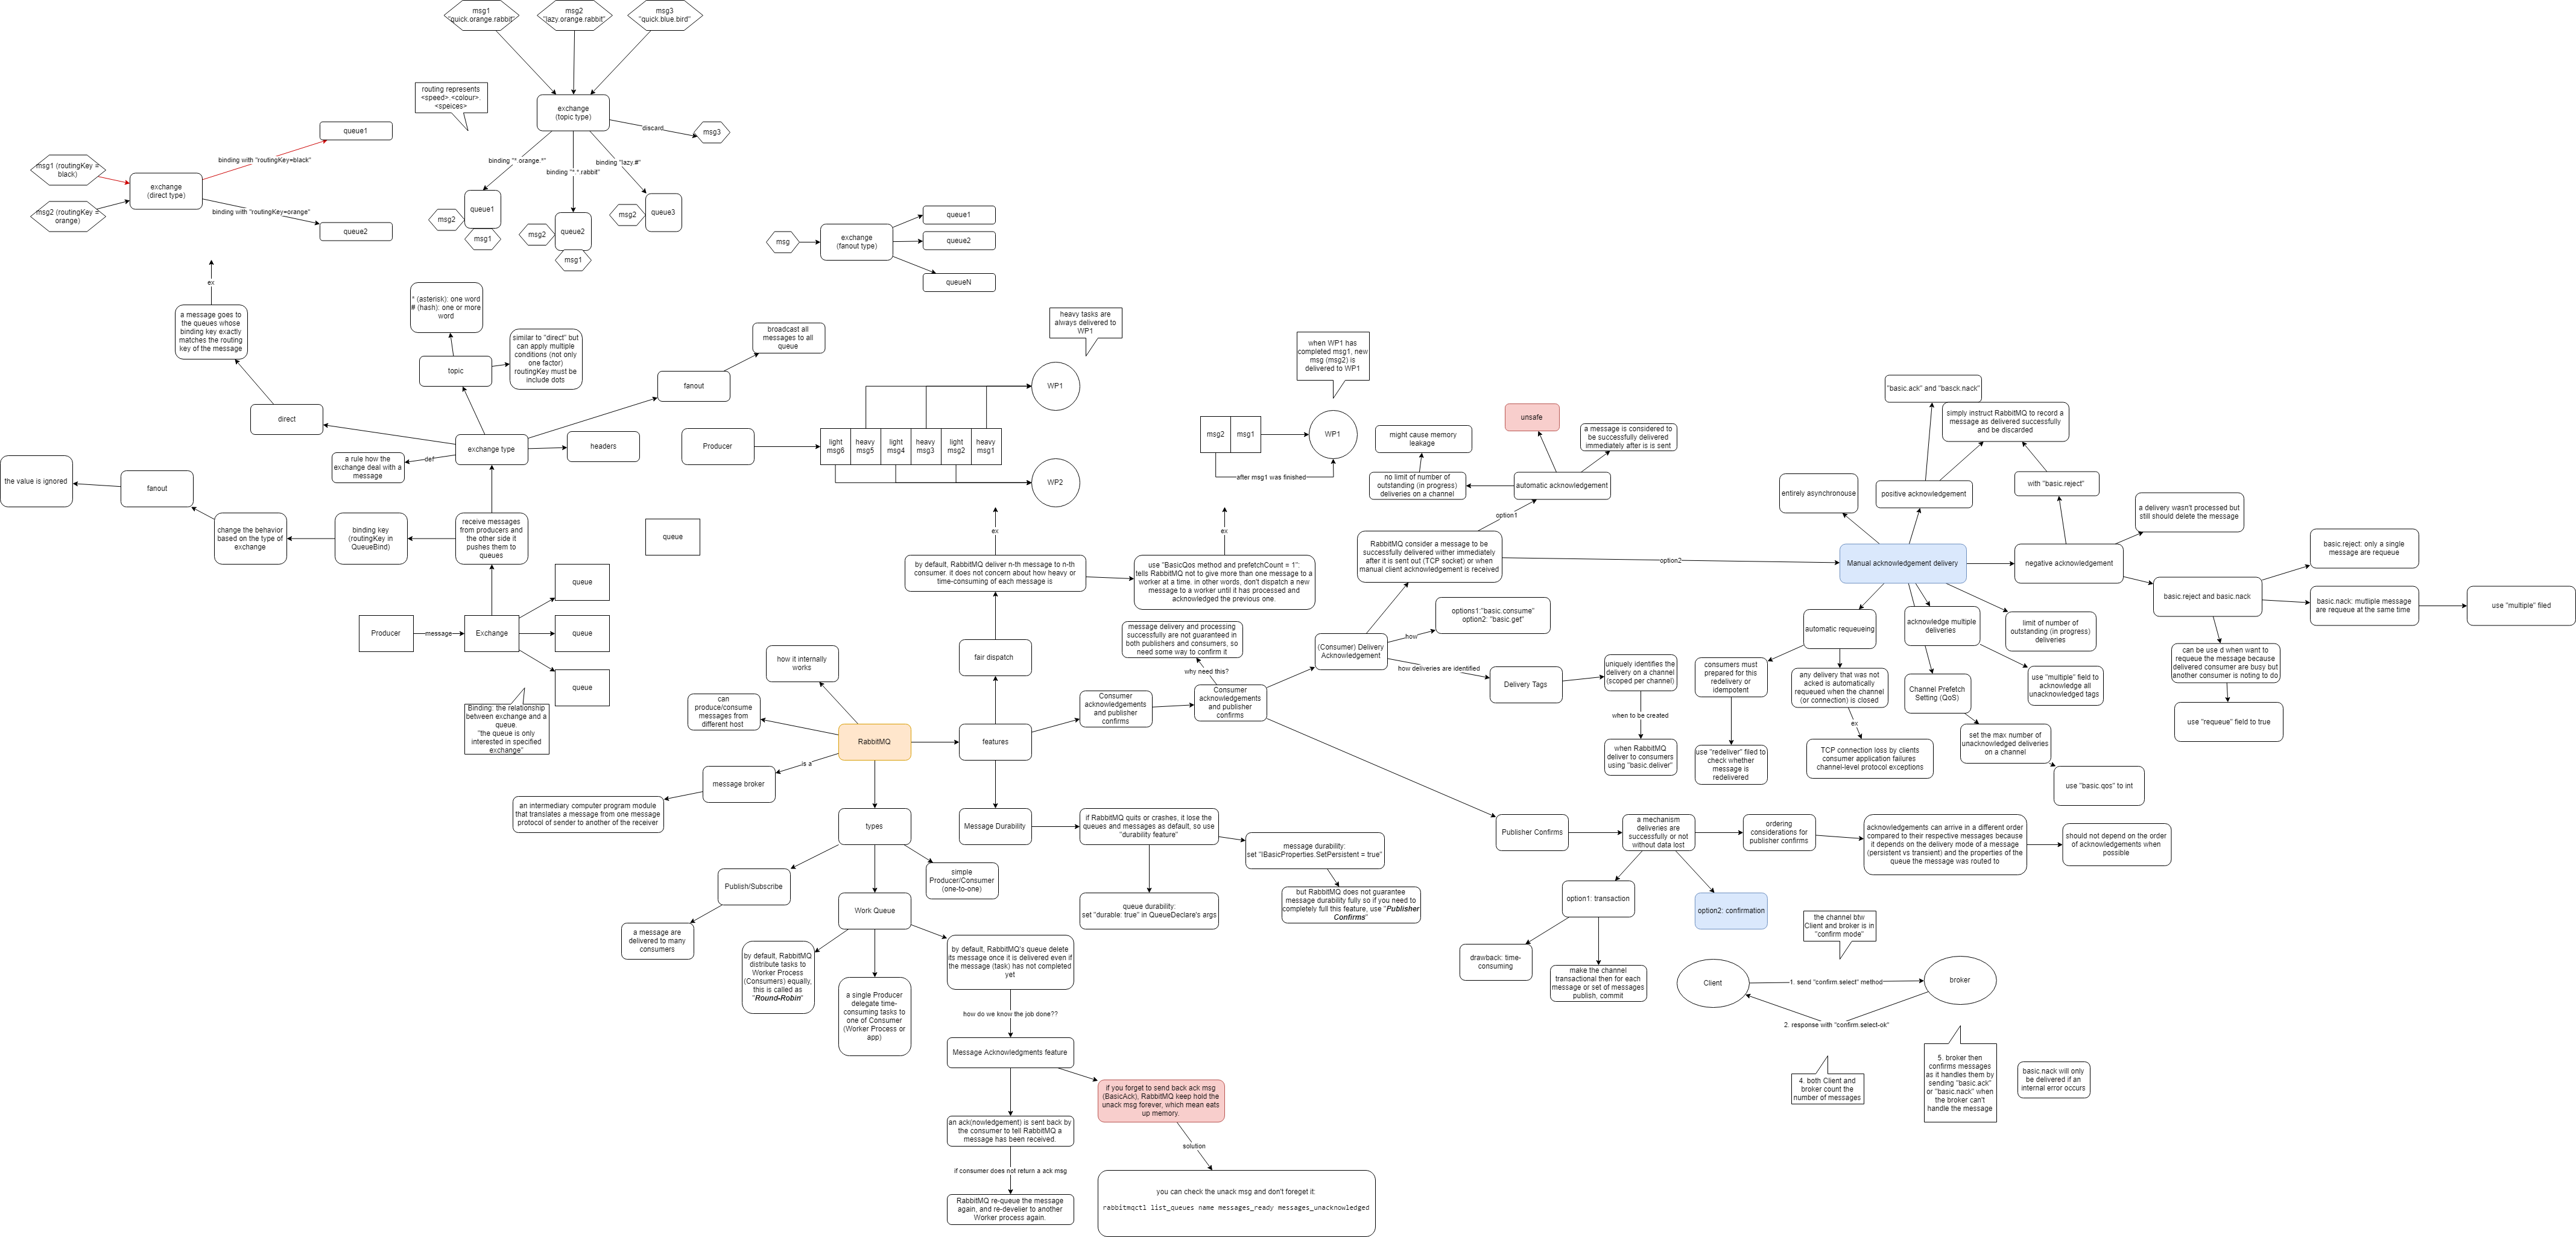 msg1
"quick.orange.rabbit"
msg2
"lazy.orange.rabbit"
msg3
"quick.blue.bird"
routing represents
<speed>.<colour>.
<speices>
exchange
(topic type)
discard
msg3
binding "*.orange.*"
binding "*.*.rabbit"
binding "lazy.#"
queue1
msg2
msg1
queue2
msg2
msg1
queue3
msg2
msg1 (routingKey =
black)
msg2 (routingKey =
orange)
exchange
(direct type)
binding with "routingKey=black"
binding with "routingKey=orange"
queue1
queue2
msg
exchange
(fanout type)
queue1
queue2
queueN
ex
a message goes to
the queues whose
binding key exactly
matches the routing
key of the message
* (asterisk): one word
# (hash): one or more
word
similar to "direct" but
can apply multiple
conditions (not only
one factor)
routingKey must be
include dots
topic
broadcast all
messages to all
queue
fanout
direct
exchange type
headers
def
a rule how the
exchange deal with a
message
the value is ignored
fanout
change the behavior
based on the type of
exchange
binding key
(routingKey in
QueueBind)
receive messages
from producers and
the other side it
pushes them to
queues
queue
Producer
message
Exchange
queue
queue
queue
Binding: the relationship
between exchange and a
queue.
"the queue is only
interested in specified
exchange"
heavy tasks are
always delivered to
WP1
WP1
Producer
light
msg6
heavy
msg5
light
msg4
heavy
msg3
light
msg2
heavy
msg1
WP2
ex
when WP1 has
completed msg1, new
msg (msg2) is
delivered to WP1
msg2
msg1
WP1
after msg1 was finished
ex
by default, RabbitMQ deliver n-th message to n-th
consumer. it does not concern about how heavy or
time-consuming of each message is
use "BasicQos method and prefetchCount = 1":
tells RabbitMQ not to give more than one message to a
worker at a time. in other words, don't dispatch a new
message to a worker until it has processed and
acknowledged the previous one.
fair dispatch
how it internally
works
can
produce/consume
messages from
different host
RabbitMQ
is a
message broker
an intermediary computer program module
that translates a message from one message
protocol of sender to another of the receiver
features
Consumer
acknowledgements
and publisher
confirms
Consumer
acknowledgements
and publisher
confirms
why need this?
message delivery and processing
successfully are not guaranteed in
both publishers and consumers, so
need some way to confirm it
types
Publish/Subscribe
a message are
delivered to many
consumers
Work Queue
simple
Producer/Consumer
(one-to-one)
by default, RabbitMQ
distribute tasks to
Worker Process
(Consumers) equally,
this is called as
"Round-Robin"
a single Producer
delegate time-
consuming tasks to
one of Consumer
(Worker Process or
app)
by default, RabbitMQ's queue delete
its message once it is delivered even if
the message (task) has not completed
yet
how do we know the job done??
Message Acknowledgments feature
if you forget to send back ack msg
(BasicAck), RabbitMQ keep hold the
unack msg forever, which mean eats
up memory.
solution
you can check the unack msg and don't foreget it:
rabbitmqctl list_queues name messages_ready messages_unacknowledged
an ack(nowledgement) is sent back by
the consumer to tell RabbitMQ a
message has been received.
if consumer does not return a ack msg
RabbitMQ re-queue the message
again, and re-develier to another
Worker process again.
Message Durability
if RabbitMQ quits or crashes, it lose the
queues and messages as default, so use
"durability feature"
message durability:
set "IBasicProperties.SetPersistent = true"
but RabbitMQ does not guarantee
message durability fully so if you need to
completely full this feature, use "Publisher
Confirms"
queue durability:
set "durable: true" in QueueDeclare's args
(Consumer) Delivery
Acknowledgement
how
options1:"basic.consume"
option2: "basic.get"
how deliveries are identified
Delivery Tags
uniquely identifies the
delivery on a channel
(scoped per channel)
when to be created
when RabbitMQ
deliver to consumers
using "basic.deliver"
RabbitMQ consider a message to be
successfully delivered wither immediately
after it is sent out (TCP socket) or when
manual client acknowledgement is received
option1
automatic acknowledgement
unsafe
a message is considered to
be successfully delivered
immediately after is is sent
no limit of number of
outstanding (in progress)
deliveries on a channel
might cause memory
leakage
option2
Manual acknowledgement delivery
entirely asynchronouse
positive acknowledgement
"basic.ack" and "basck.nack"
simply instruct RabbitMQ to record a
message as delivered successfully
and be discarded
with "basic.reject"
negative acknowledgement
a delivery wasn't processed but
still should delete the message
basic.reject and basic.nack
basic.reject: only a single
message are requeue
basic.nack: mutliple message
are requeue at the same time
use "multiple" filed
can be use d when want to
requeue the message because
delivered consumer are busy but
another consumer is noting to do
use "requeue" field to true
automatic requeueing
consumers must
prepared for this
redelivery or
idempotent
use "redeliver" filed to
check whether
message is
redelivered
any delivery that was not
acked is automatically
requeued when the channel
(or connection) is closed
ex
TCP connection loss by clients
consumer application failures
channel-level protocol exceptions
acknowledge multiple
deliveries
use "multiple" field to
acknowledge all
unacknowledged tags
limit of number of
outstanding (in progress)
deliveries
Channel Prefetch
Setting (QoS)
set the max number of
unacknowledged deliveries
on a channel
use "basic.qos" to int
Publisher Confirms
a mechanism
deliveries are
successfully or not
without data lost
ordering
considerations for
publisher confirms
acknowledgements can arrive in a different order
compared to their respective messages because
it depends on the delivery mode of a message
(persistent vs transient) and the properties of the
queue the message was routed to
should not depend on the order
of acknowledgements when
possible
option1: transaction
drawback: time-
consuming
make the channel
transactional then for each
message or set of messages
publish, commit
option2: confirmation
the channel btw
Client and broker is in
"confirm mode"
Client
1. send "confirm.select" method
broker
2. response with "confirm.select-ok"
4. both Client and
broker count the
number of messages
5. broker then
confirms messages
as it handles them by
sending "basic.ack"
or "basic.nack" when
the broker can't
handle the message
basic.nack will only
be delivered if an
internal error occurs